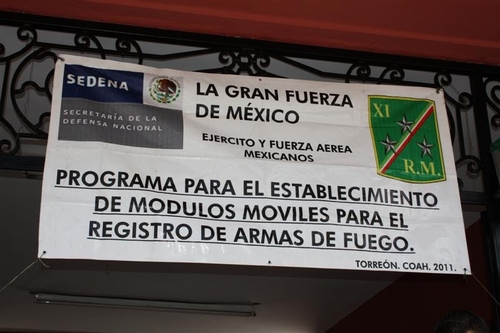 SEDENA
SECRETARÍA DE LA
DEFENSA NACIONAL
LA GRAN FUERZA
DE MÉXICO
EJERCITO Y FUERZA AEREA
MEXICANOS
XI
R.M.
PROGRAMA PARA EL ESTABLECIMIENTO
DE MODULOS MOVILES PARA EL
REGISTRO DE ARMAS DE FUEGO.
TORREÓN. COAH. 2011.